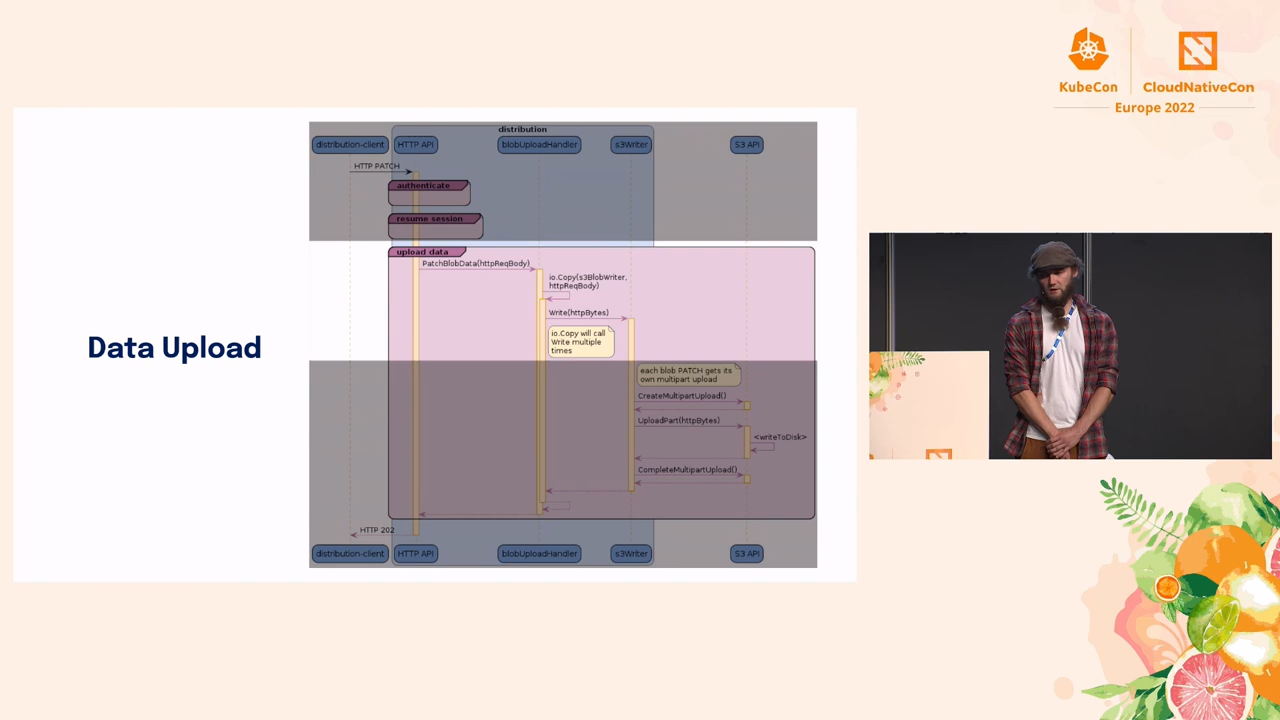 KubeCon
CloudNativeCon
Europe 2022
distribution
distribution-client
HTTP API
blobUploadHandler
s3Writer
S3 API
HTTP PATCH
authenticate
resume session
upload data
PatchBlobData(httpReqBody)
io.Copy(s3BlobWriter,
httpReqBody)
Write(httpBytes)
Data Upload
io.Copy will call
Write multiple
times
each blob PATCH gets its
own multipart upload
CreateMultipartUpload()
UploadPart(httpBytes)
<writeToDisk>
CompleteMultipartUpload()
HTTP 202
distribution-client
HTTP API
blobUploadHandler
s3Writer
S3 API